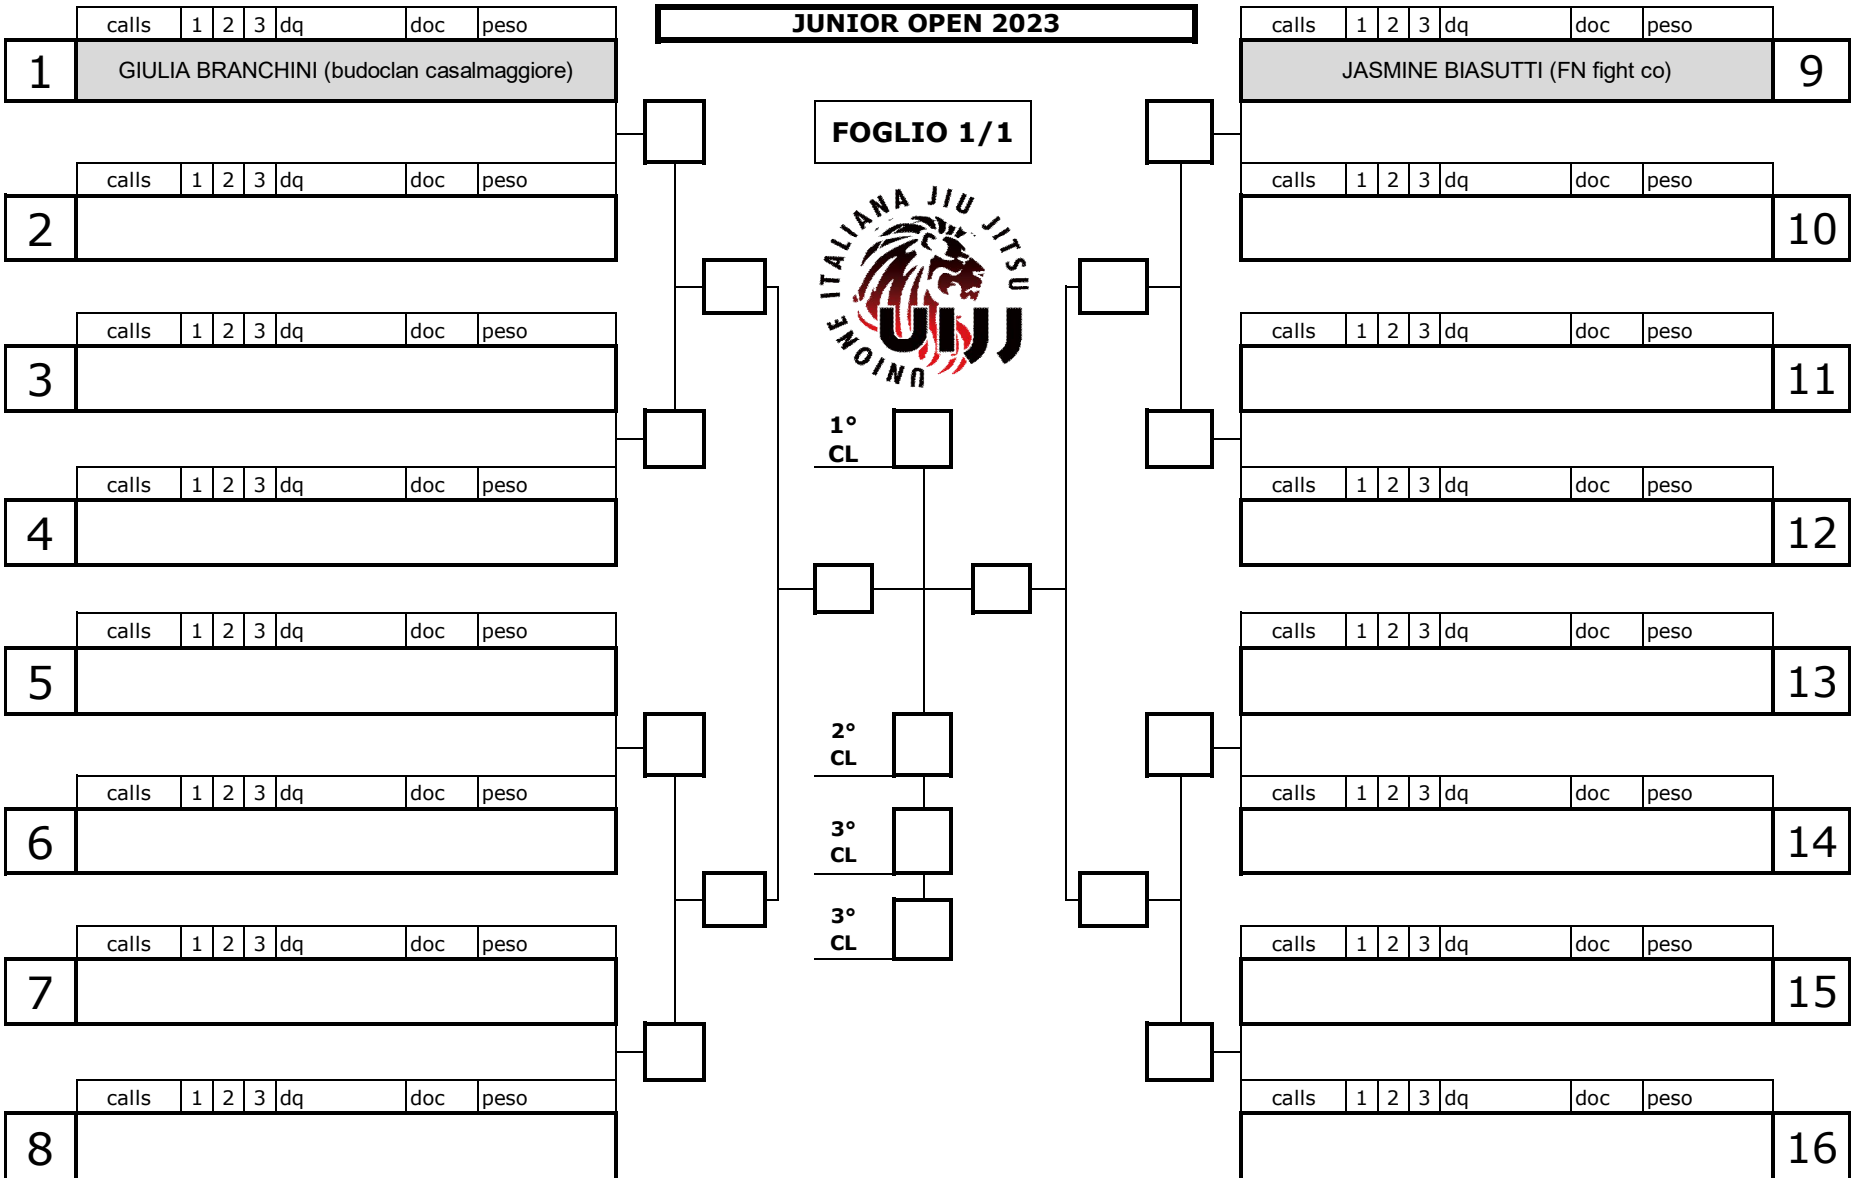 JUNIOR OPEN 2023
FOGLIO 1/1
UNIONE ITALIANA JIU JITSU
UIJJ
calls 1 2 3 dq doc peso
1 GIULIA BRANCHINI (budoclan casalmaggiore)
calls 1 2 3 dq doc peso
2
calls 1 2 3 dq doc peso
3
calls 1 2 3 dq doc peso
4
calls 1 2 3 dq doc peso
5
calls 1 2 3 dq doc peso
6
calls 1 2 3 dq doc peso
7
calls 1 2 3 dq doc peso
8
1°
CL
2°
CL
3°
CL
3°
CL
calls 1 2 3 dq doc peso
JASMINE BIASUTTI (FN fight co) 9
calls 1 2 3 dq doc peso
10
calls 1 2 3 dq doc peso
11
calls 1 2 3 dq doc peso
12
calls 1 2 3 dq doc peso
13
calls 1 2 3 dq doc peso
14
calls 1 2 3 dq doc peso
15
calls 1 2 3 dq doc peso
16